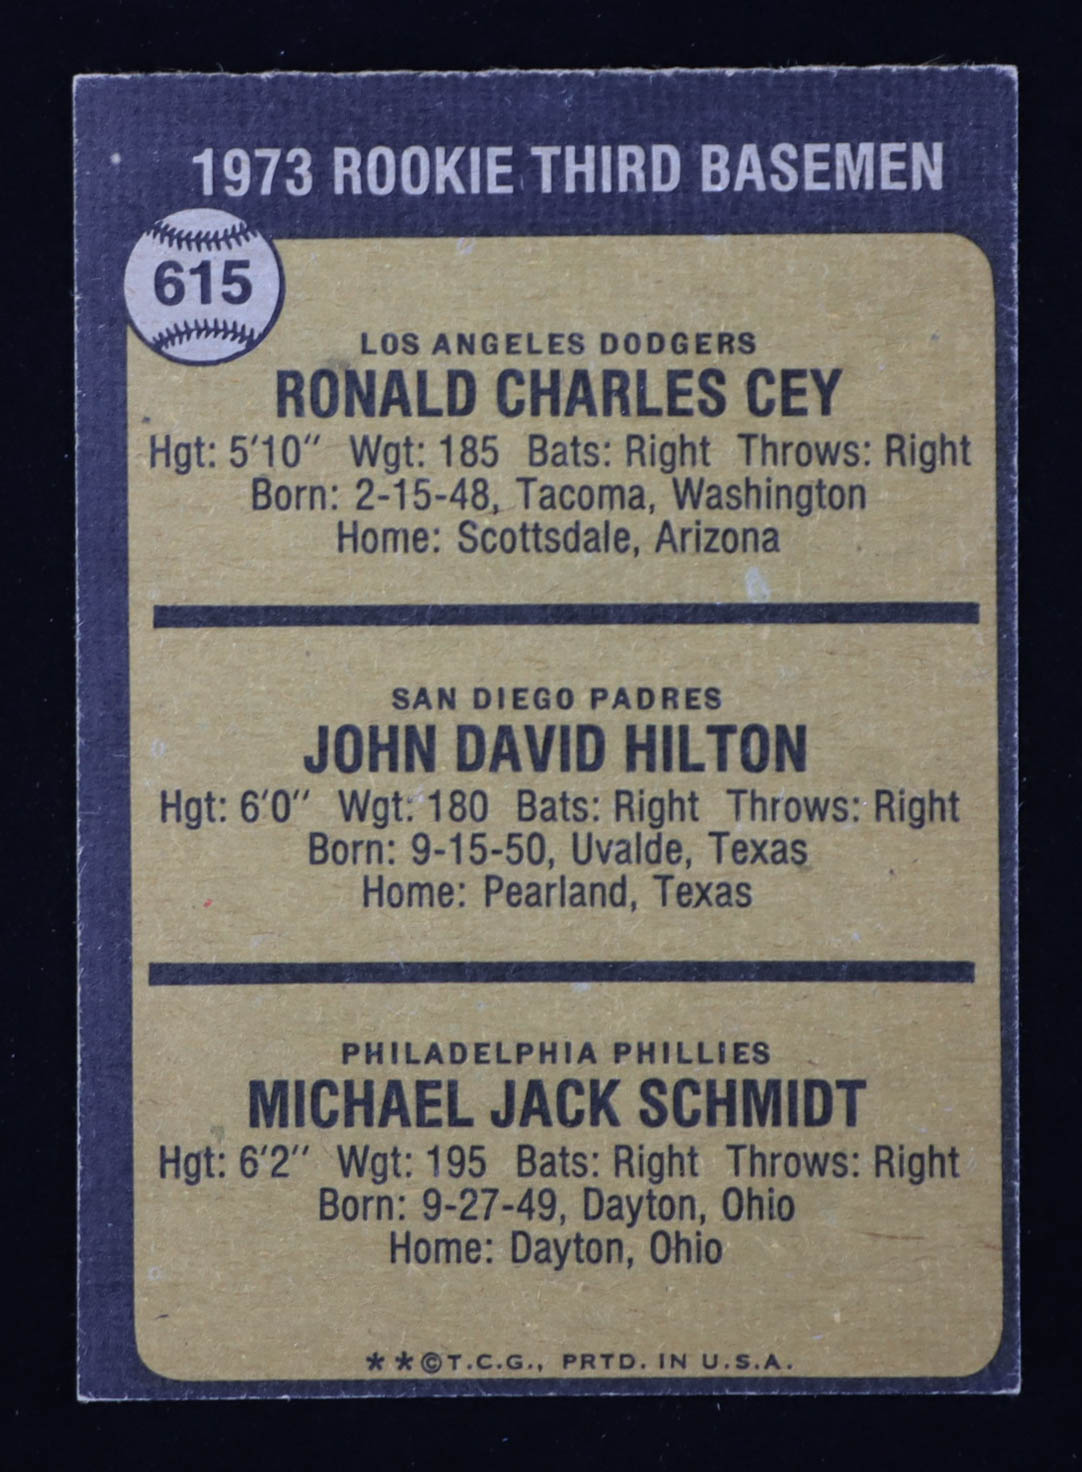 1973 ROOKIE THIRD BASEMEN
615
LOS ANGELES DODGERS
RONALD CHARLES CEY
Hgt: 5'10" Wgt: 185 Bats: Right Throws: Right
Born: 2-15-48, Tacoma, Washington
Home: Scottsdale, Arizona
SAN DIEGO PADRES
JOHN DAVID HILTON
Hgt: 6'0" Wgt: 180 Bats: Right Throws: Right
Born: 9-15-50, Uvalde, Texas
Home: Pearland, Texas
PHILADELPHIA PHILLIES
MICHAEL JACK SCHMIDT
Hgt: 6'2" Wgt: 195 Bats: Right Throws: Right
Born: 9-27-49, Dayton, Ohio
Home: Dayton, Ohio
* * © T.C.G., PRTD. IN U.S.A.